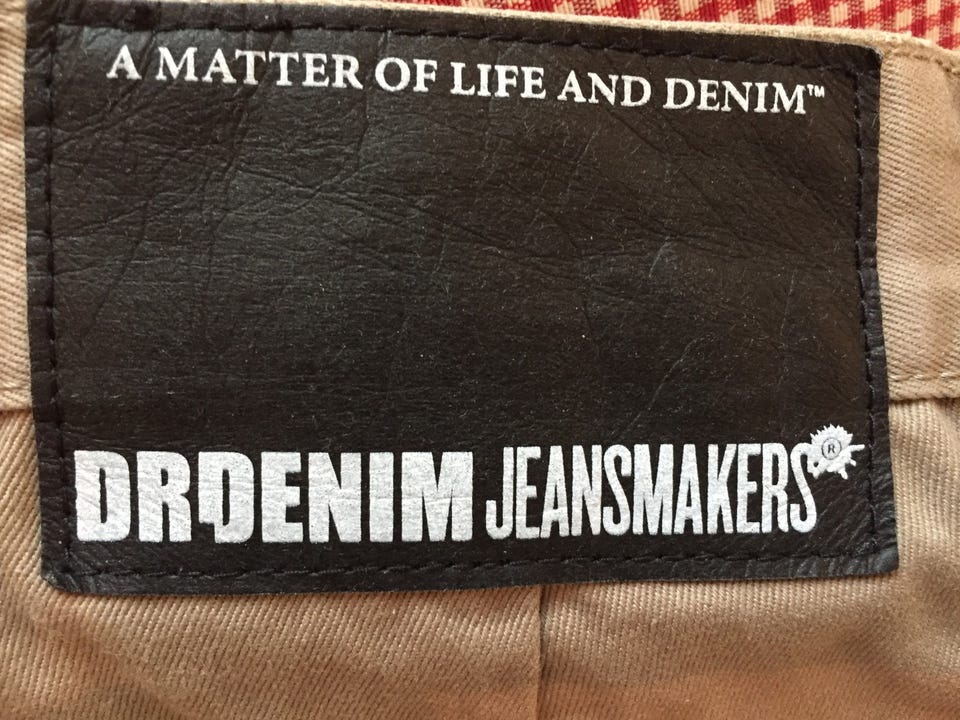 A MATTER OF LIFE AND DENIM™
DRDENIM JEANSMAKERS®